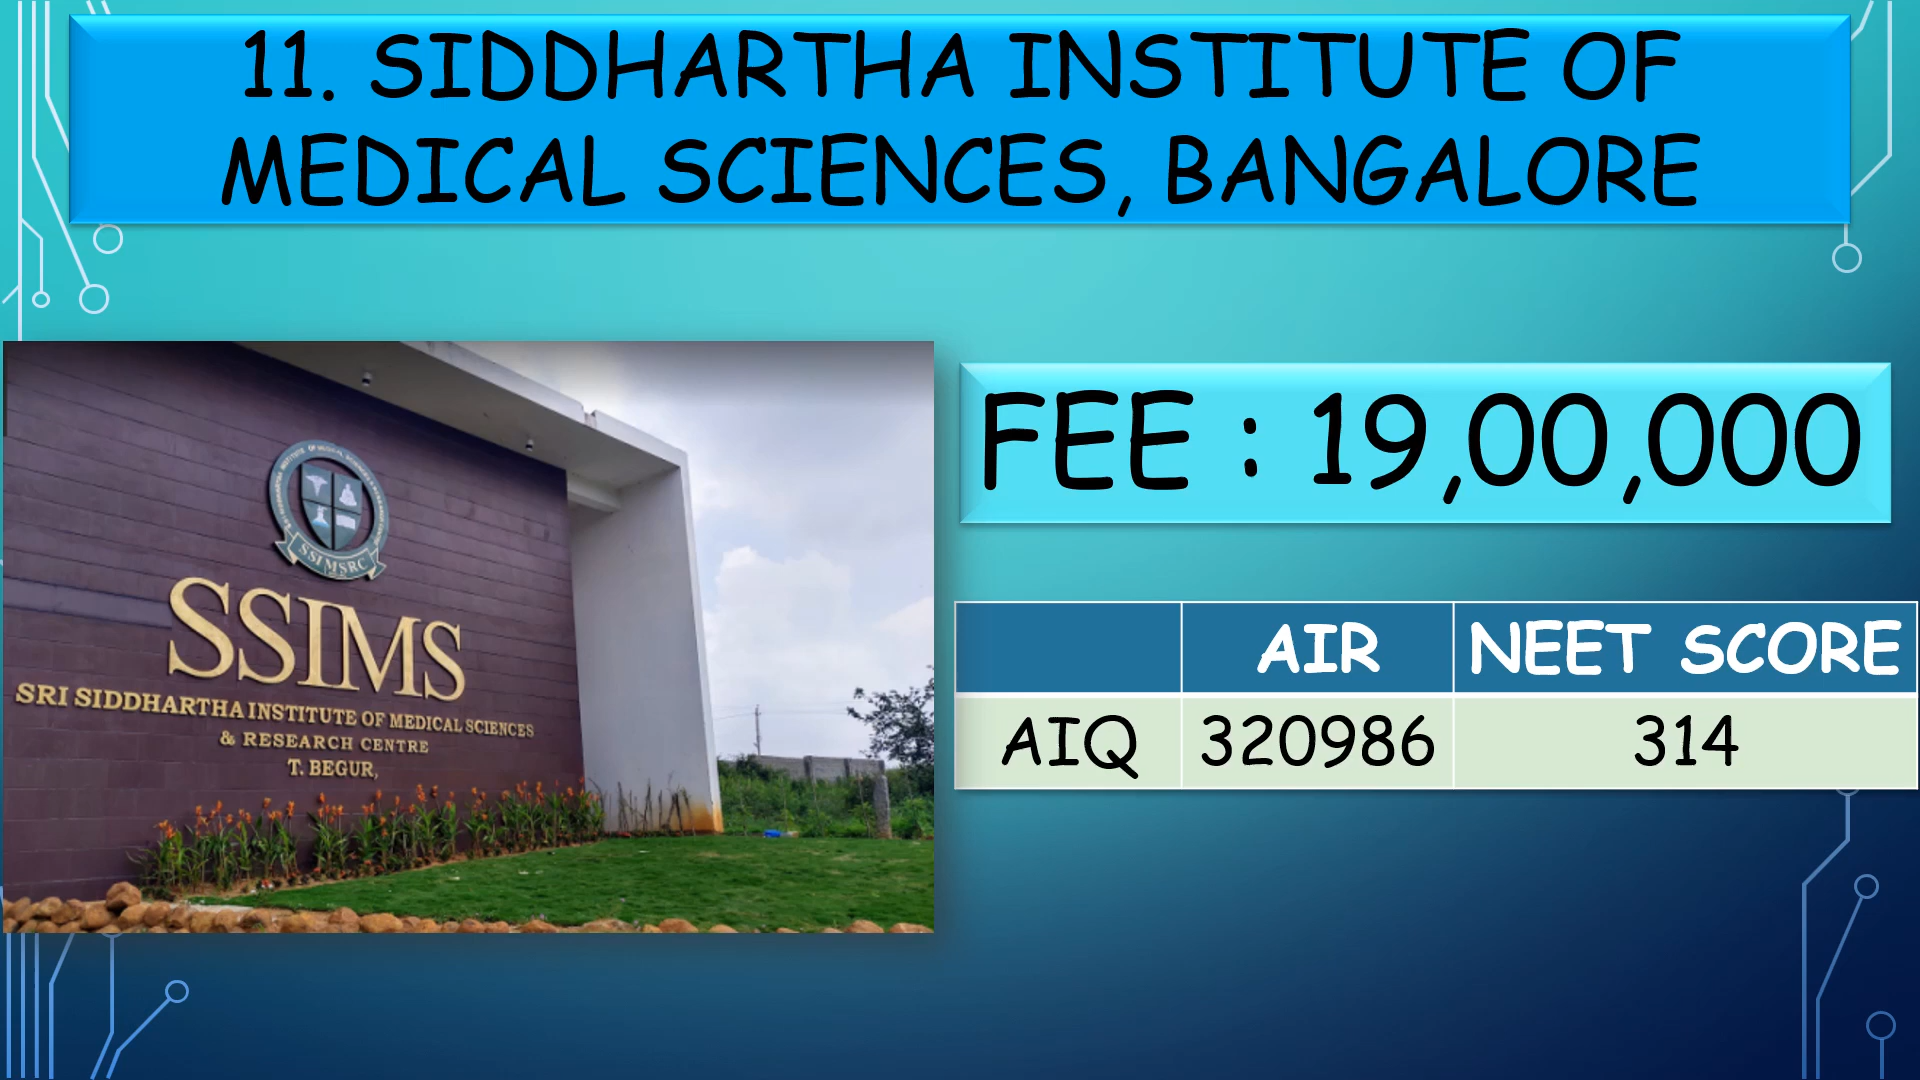 11. SIDDHARTHA INSTITUTE OF
MEDICAL SCIENCES, BANGALORE
FEE : 19,00,000
SSIMSRC
SSIMS
SRI SIDDHARTHA INSTITUTE OF MEDICAL SCIENCES
& RESEARCH CENTRE
T. BEGUR,
AIR NEET SCORE
AIQ 320986 314